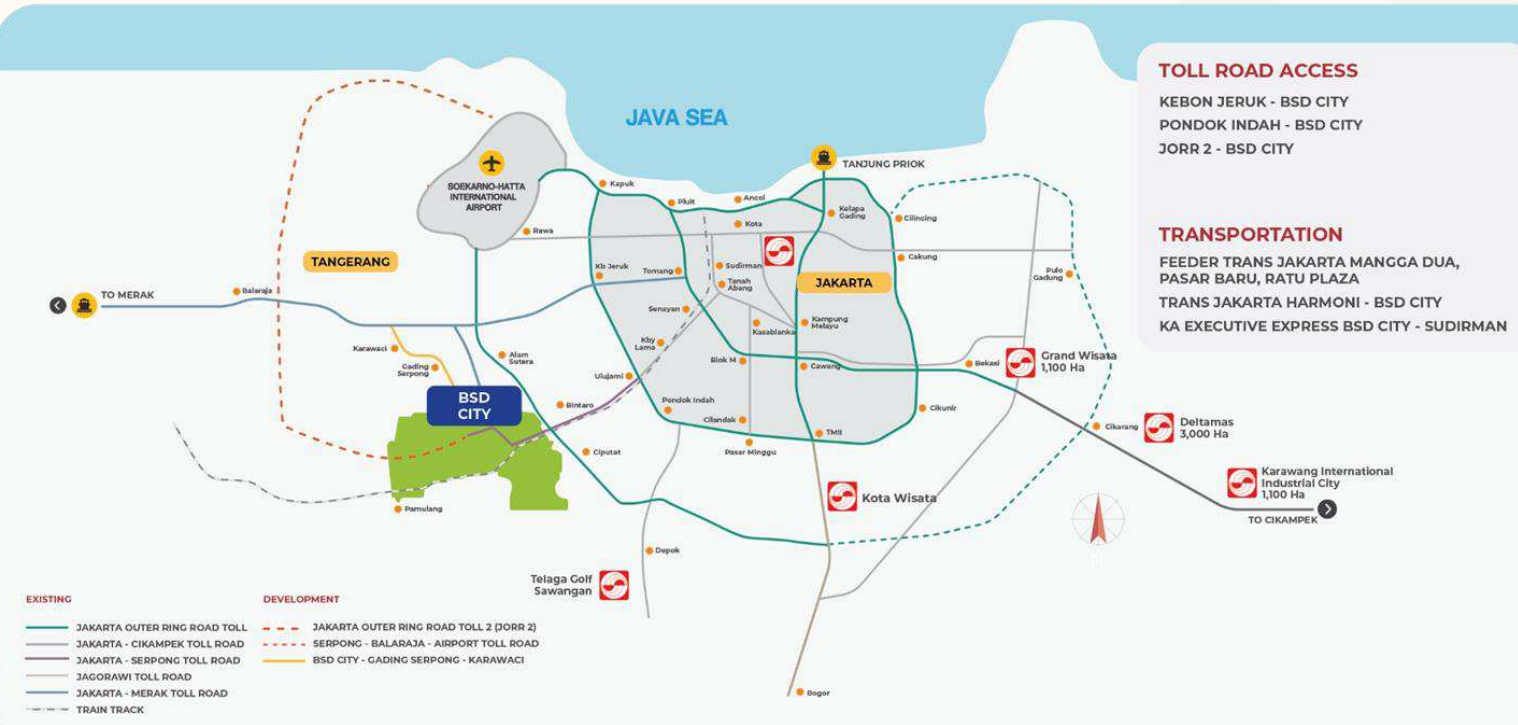 JAVA SEA
TOLL ROAD ACCESS
KEBON JERUK - BSD CITY
PONDOK INDAH - BSD CITY
JORR 2 - BSD CITY
TRANSPORTATION
FEEDER TRANS JAKARTA MANGGA DUA,
PASAR BARU, RATU PLAZA
TRANS JAKARTA HARMONI - BSD CITY
KA EXECUTIVE EXPRESS BSD CITY - SUDIRMAN
TANJUNG PRIOK
SOEKARNO-HATTA
INTERNATIONAL
AIRPORT
Kapuk
Pluit
Ancol
Kota
Kelapa
Gading
Cilincing
Rawa
TANGERANG
Kb Jeruk
Tomang
Sudirman
Tanah
Abang
JAKARTA
Cakung
Pulo
Gadung
TO MERAK
Balaraja
Senayan
Kasablanka
Kampung
Melayu
Karawaci
Gading
Serpong
Alam
Sutera
Kby
Lama
Ulujami
Blok M
Cawang
Bekasi
Grand Wisata
1,100 Ha
BSD
CITY
Bintaro
Pondok Indah
Cilandak
Pasar Minggu
TMII
Cikunir
Cikarang
Deltamas
3,000 Ha
Ciputat
Pamulang
Kota Wisata
Karawang International
Industrial City
1,100 Ha
TO CIKAMPEK
N
Depok
Telaga Golf
Sawangan
Bogor
EXISTING
JAKARTA OUTER RING ROAD TOLL
JAKARTA - CIKAMPEK TOLL ROAD
JAKARTA - SERPONG TOLL ROAD
JAGORAWI TOLL ROAD
JAKARTA - MERAK TOLL ROAD
TRAIN TRACK
DEVELOPMENT
JAKARTA OUTER RING ROAD TOLL 2 (JORR 2)
SERPONG - BALARAJA - AIRPORT TOLL ROAD
BSD CITY - GADING SERPONG - KARAWACI